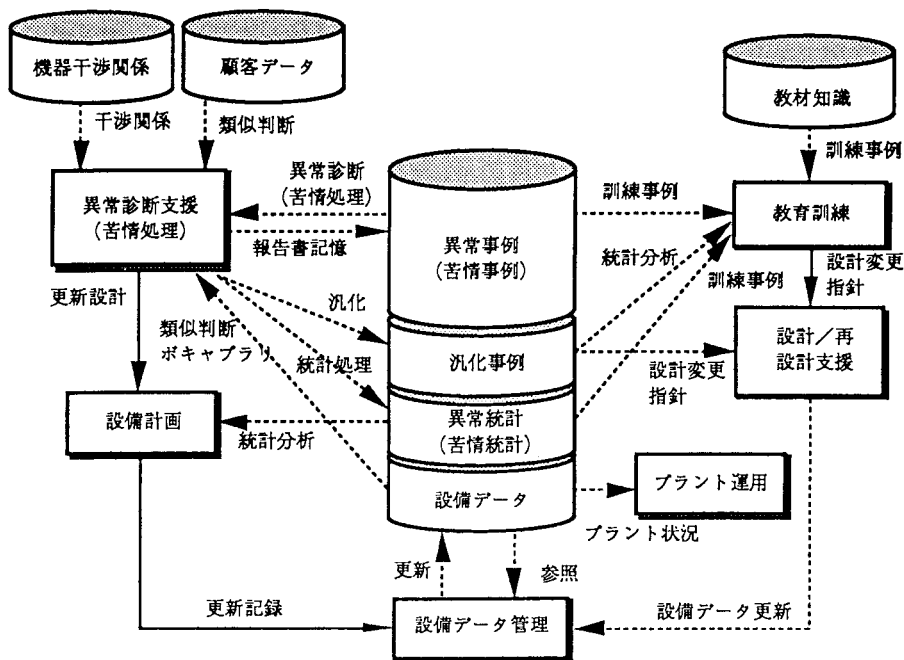 機器干渉関係
顧客データ
教材知識
干渉関係
類似判断
訓練事例
異常診断支援
(苦情処理)
異常診断
(苦情処理)
報告書記憶
異常事例
(苦情事例)
訓練事例
教育訓練
統計分析
訓練事例
設計変更
指針
更新設計
汎化
類似判断
ボキャブラリ
統計処理
汎化事例
設計変更
指針
設計/再
設計支援
設備計画
統計分析
異常統計
(苦情統計)
設備データ
プラント運用
プラント状況
更新
参照
更新記録
設備データ管理
設備データ更新